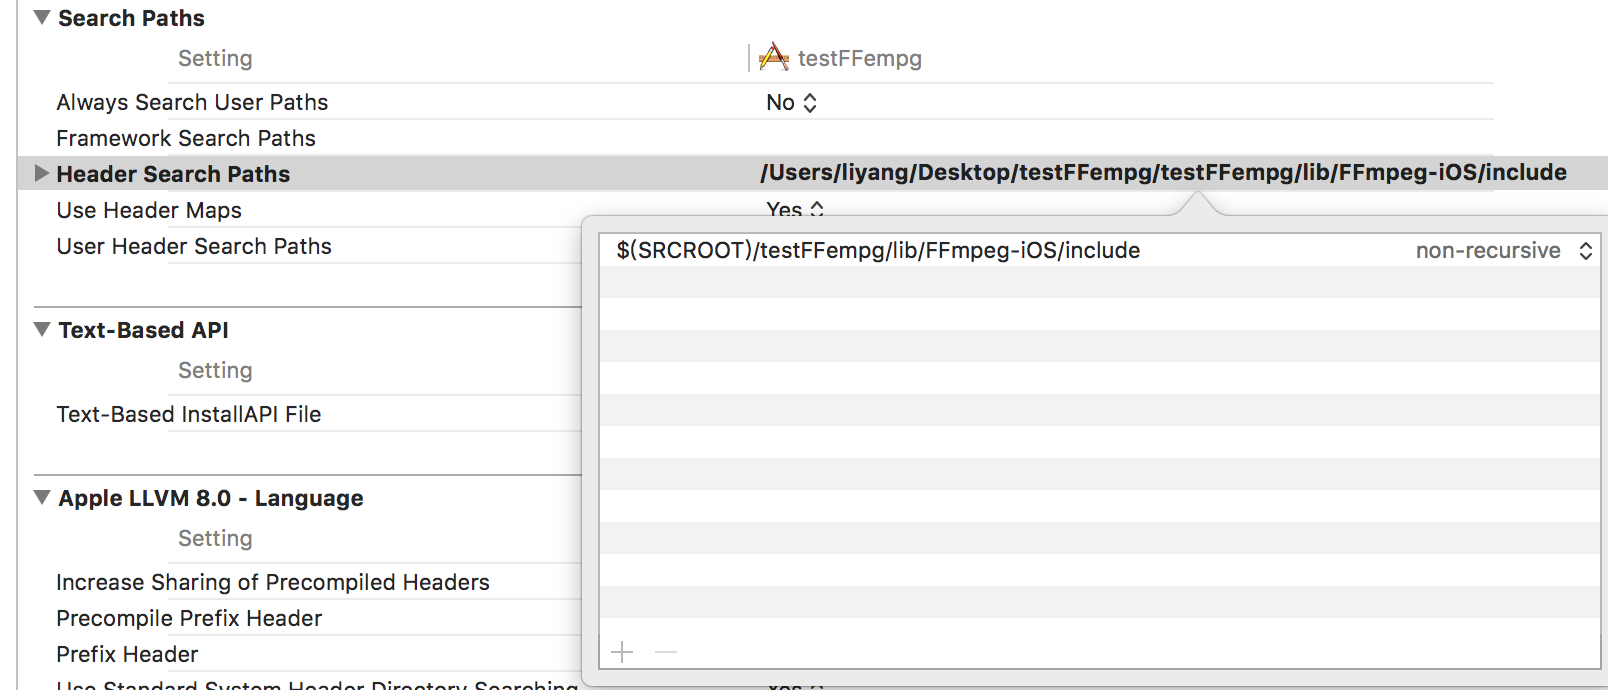 Search Paths
Setting testFFempg
Always Search User Paths No
Framework Search Paths
Header Search Paths /Users/liyang/Desktop/testFFempg/testFFempg/lib/FFmpeg-iOS/include
Use Header Maps Yes
User Header Search Paths
$(SRCROOT)/testFFempg/lib/FFmpeg-iOS/include non-recursive
Text-Based API
Setting
Text-Based InstallAPI File
Apple LLVM 8.0 - Language
Setting
Increase Sharing of Precompiled Headers
Precompile Prefix Header
Prefix Header
Use Standard System Header Directory Searching Yes